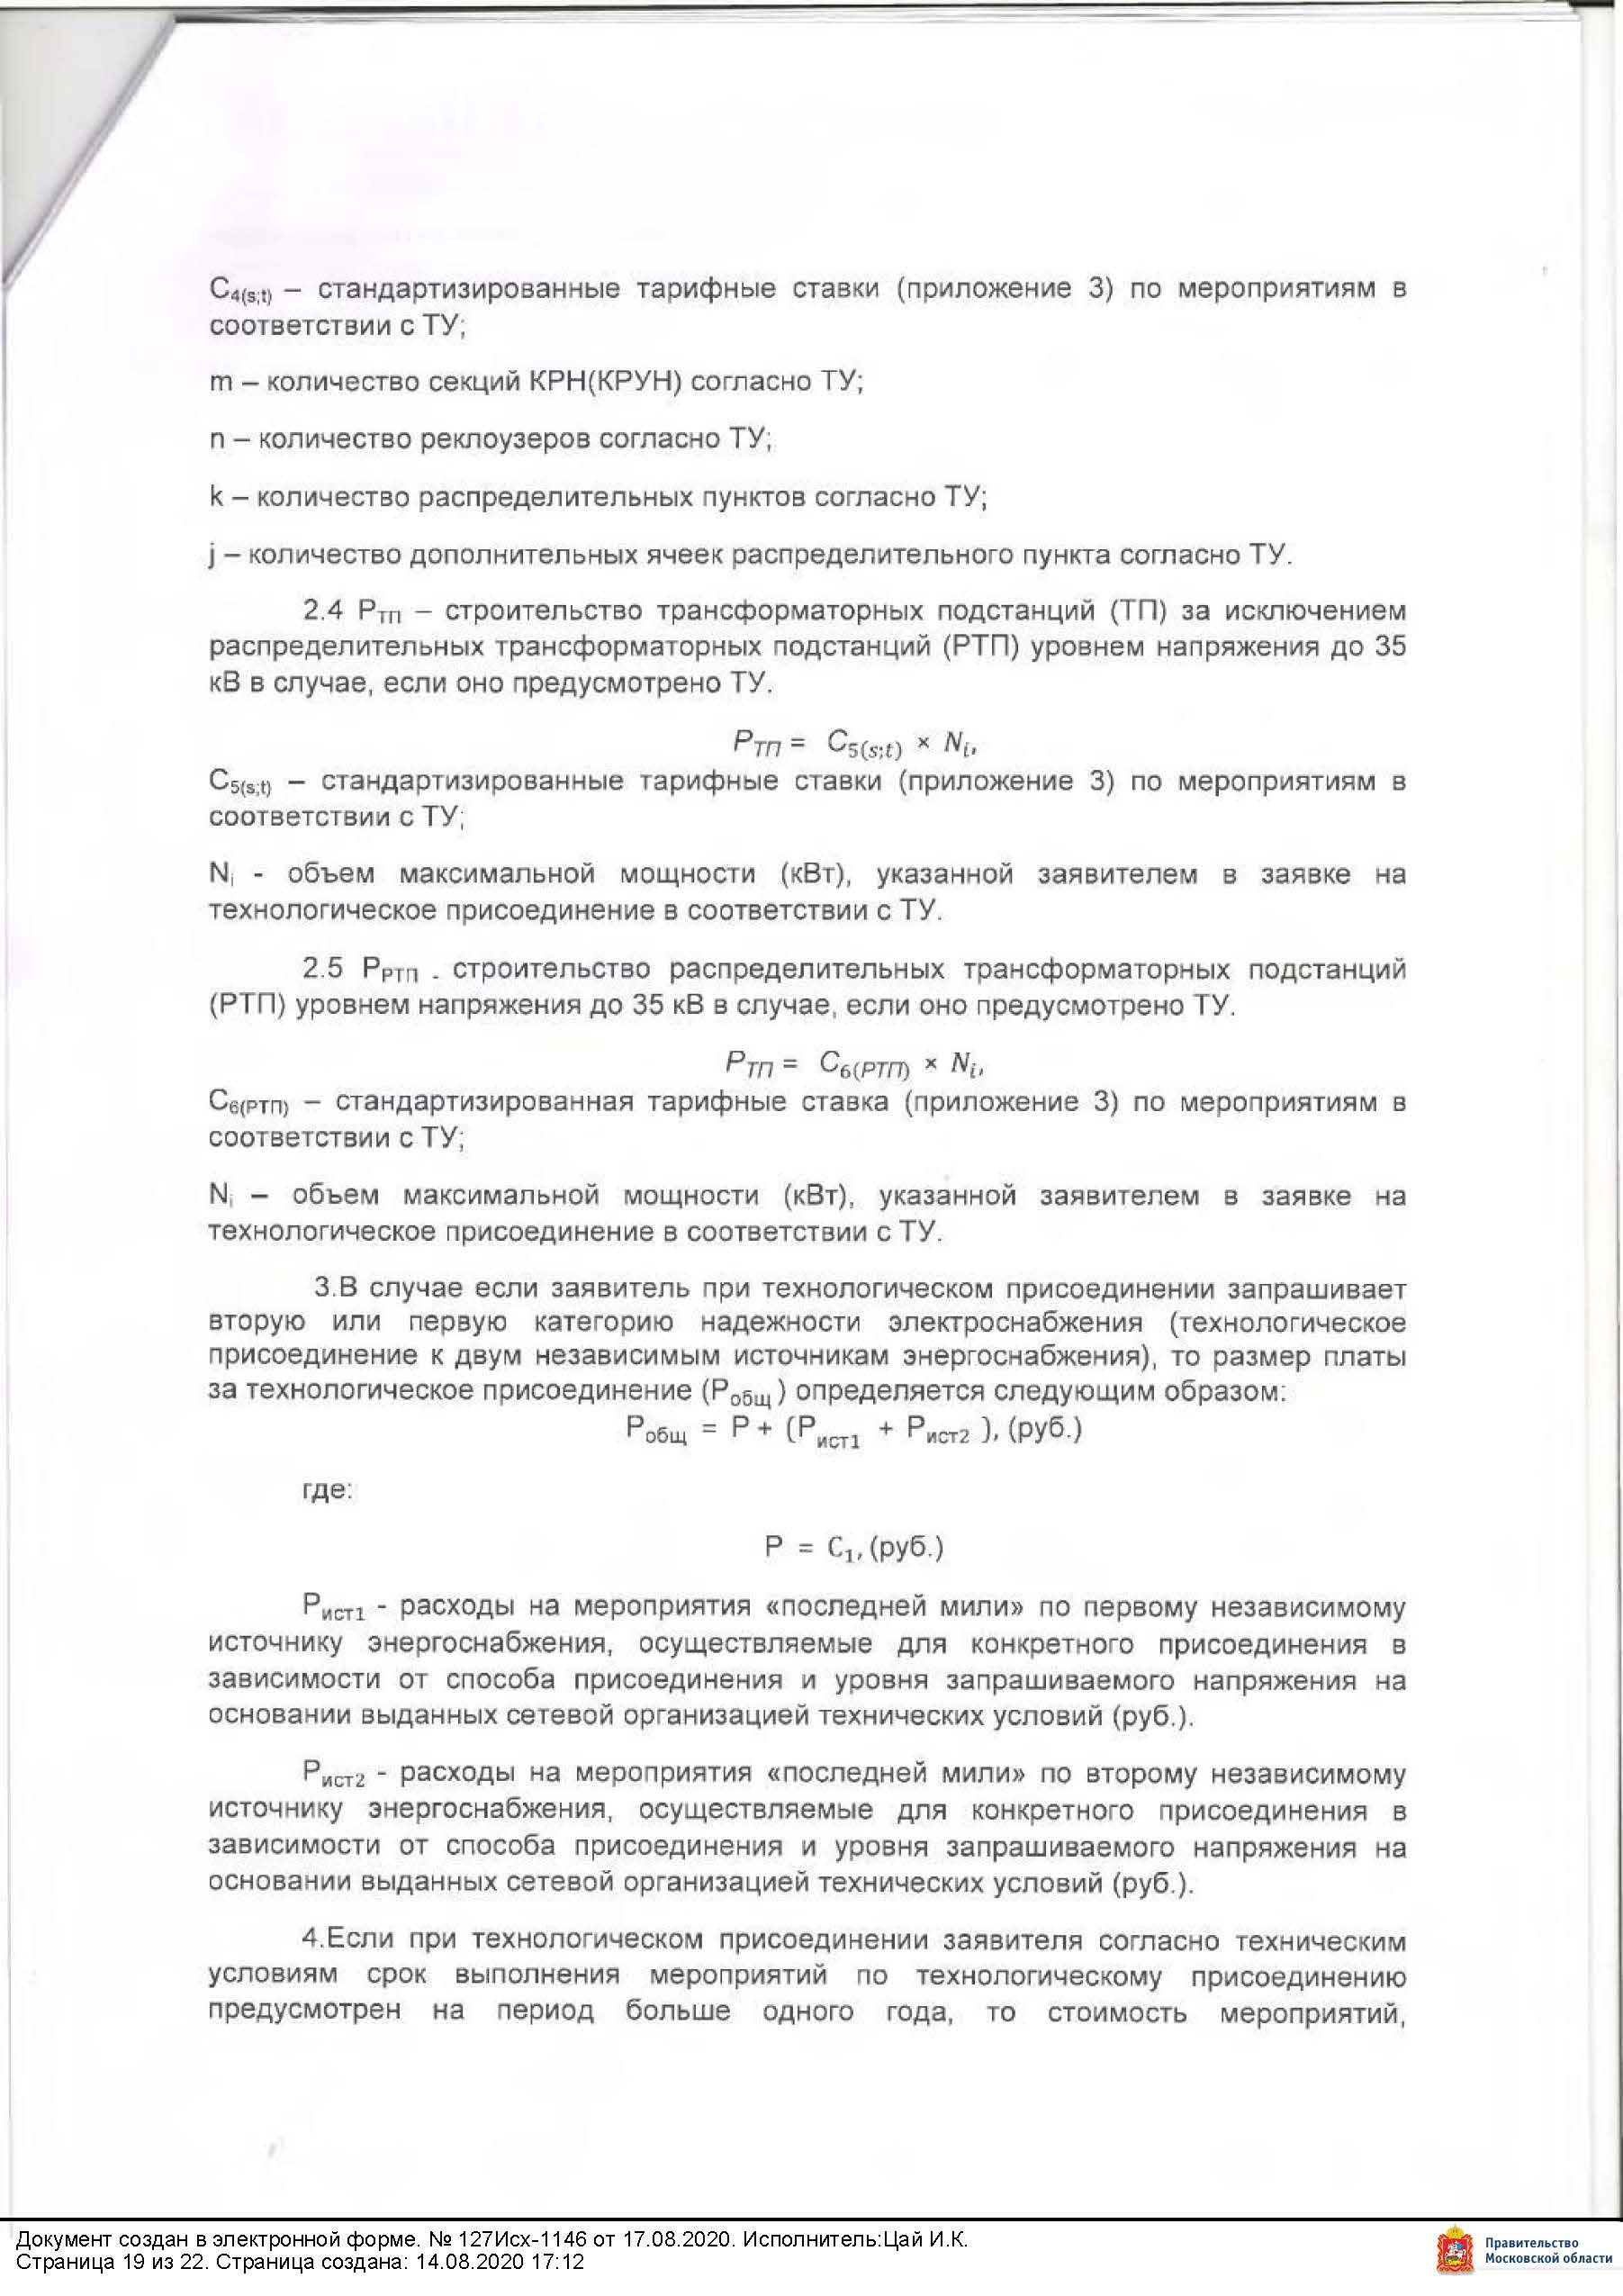 C4(s;t) – стандартизированные тарифные ставки (приложение 3) по мероприятиям в
соответствии с ТУ;
m – количество секций КРН(КРУН) согласно ТУ;
n – количество реклоузеров согласно ТУ;
k – количество распределительных пунктов согласно ТУ;
j – количество дополнительных ячеек распределительного пункта согласно ТУ.
2.4 РТП – строительство трансформаторных подстанций (ТП) за исключением
распределительных трансформаторных подстанций (РТП) уровнем напряжения до 35
кВ в случае, если оно предусмотрено ТУ.
PТП = C5(s;t) × Ni,
C5(s;t) – стандартизированные тарифные ставки (приложение 3) по мероприятиям в
соответствии с ТУ;
Ni - объем максимальной мощности (кВт), указанной заявителем в заявке на
технологическое присоединение в соответствии с ТУ.
2.5 РРТП - строительство распределительных трансформаторных подстанций
(РТП) уровнем напряжения до 35 кВ в случае, если оно предусмотрено ТУ.
PТП = C6(РТП) × Ni,
C6(РТП) – стандартизированная тарифные ставка (приложение 3) по мероприятиям в
соответствии с ТУ;
Ni – объем максимальной мощности (кВт), указанной заявителем в заявке на
технологическое присоединение в соответствии с ТУ.
3.В случае если заявитель при технологическом присоединении запрашивает
вторую или первую категорию надежности электроснабжения (технологическое
присоединение к двум независимым источникам энергоснабжения), то размер платы
за технологическое присоединение (Робщ) определяется следующим образом:
Робщ = Р + (Рист1 + Рист2 ), (руб.)
где:
Р = С1, (руб.)
Рист1 - расходы на мероприятия «последней мили» по первому независимому
источнику энергоснабжения, осуществляемые для конкретного присоединения в
зависимости от способа присоединения и уровня запрашиваемого напряжения на
основании выданных сетевой организацией технических условий (руб.).
Рист2 - расходы на мероприятия «последней мили» по второму независимому
источнику энергоснабжения, осуществляемые для конкретного присоединения в
зависимости от способа присоединения и уровня запрашиваемого напряжения на
основании выданных сетевой организацией технических условий (руб.).
4.Если при технологическом присоединении заявителя согласно техническим
условиям срок выполнения мероприятий по технологическому присоединению
предусмотрен на период больше одного года, то стоимость мероприятий,
Документ создан в электронной форме. № 127Исх-1146 от 17.08.2020. Исполнитель:Цай И.К.
Страница 19 из 22. Страница создана: 14.08.2020 17:12
Правительство
Московской области